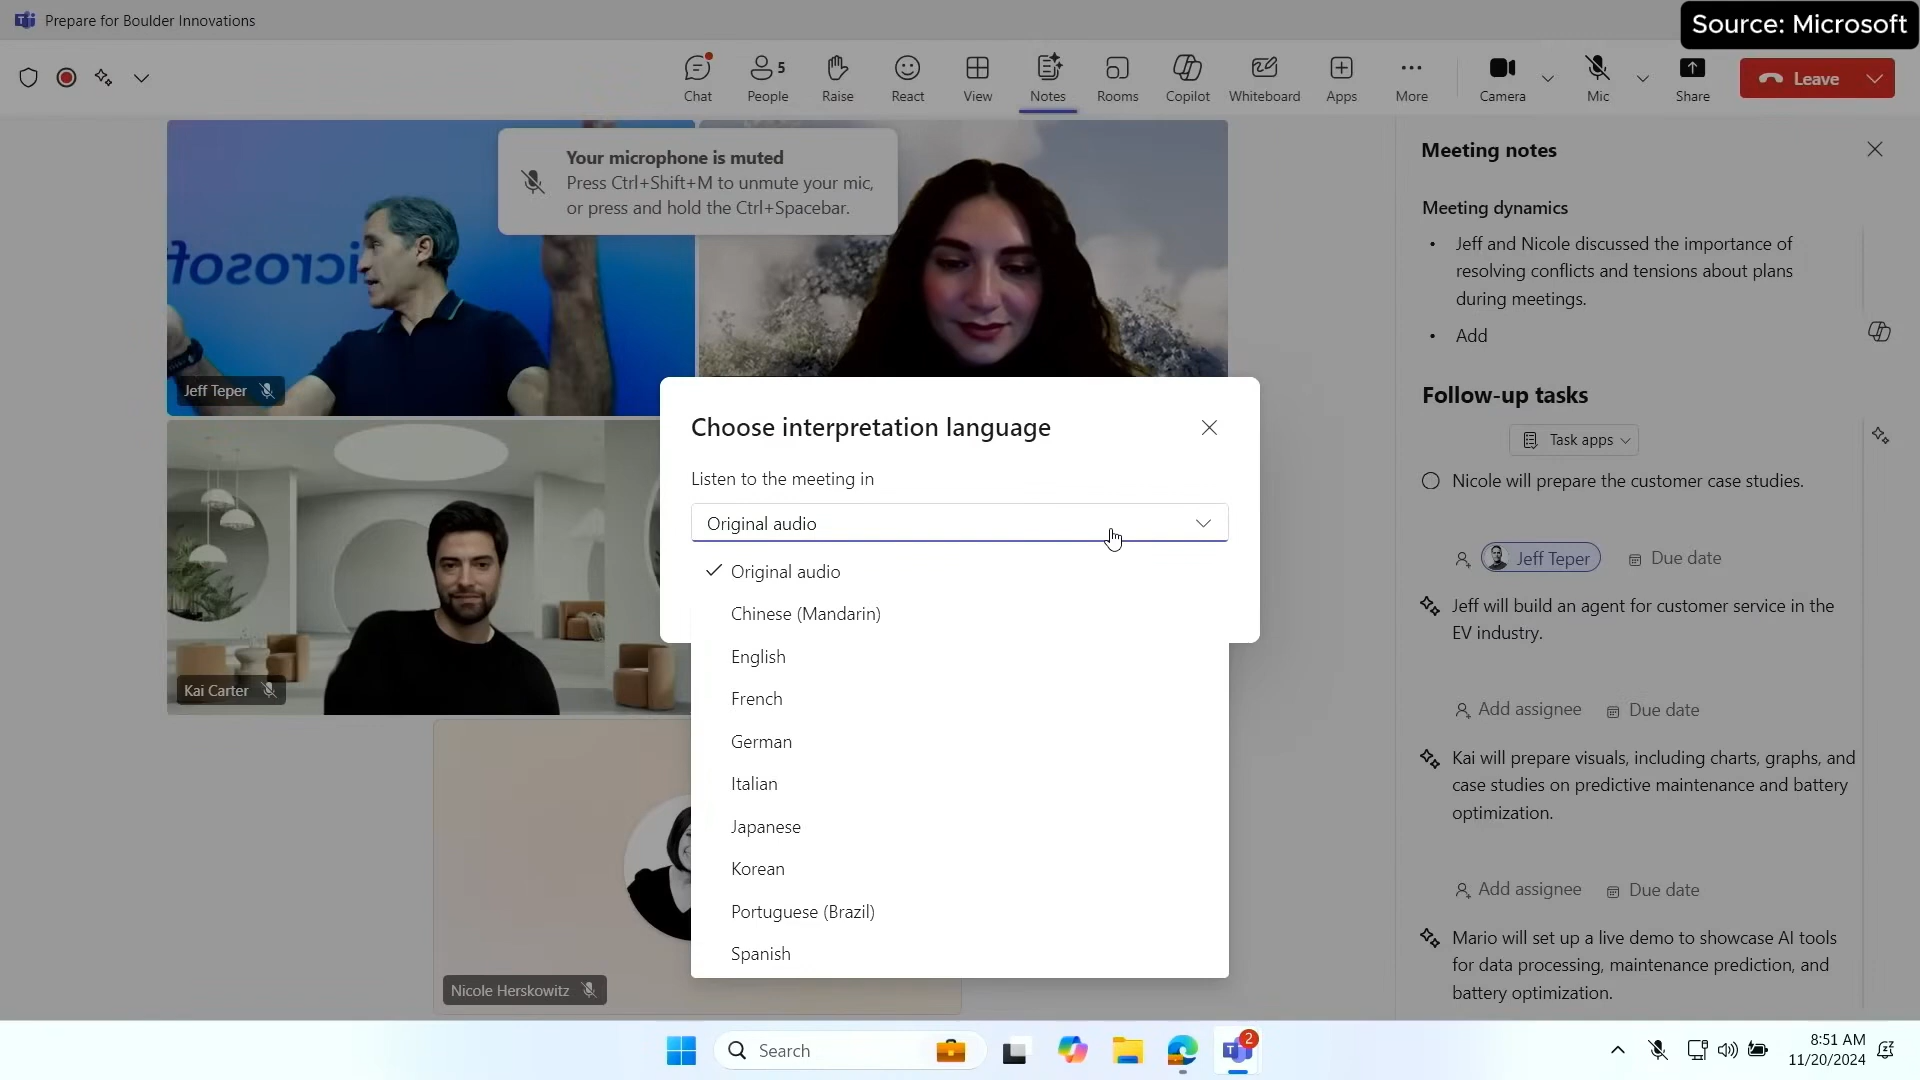 Prepare for Boulder Innovations
Source: Microsoft
Chat
5
People
Raise
React
View
Notes
Rooms
Copilot
Whiteboard
Apps
More
Camera
Mic
Share
Leave
Your microphone is muted
Press Ctrl+Shift+M to unmute your mic,
or press and hold the Ctrl+Spacebar.
Jeff Teper
Kai Carter
Nicole Herskowitz
Choose interpretation language
Listen to the meeting in
Original audio
Original audio
Chinese (Mandarin)
English
French
German
Italian
Japanese
Korean
Portuguese (Brazil)
Spanish
Meeting notes
Meeting dynamics
• Jeff and Nicole discussed the importance of
resolving conflicts and tensions about plans
during meetings.
• Add
Follow-up tasks
Task apps
Nicole will prepare the customer case studies.
Jeff Teper
Due date
Jeff will build an agent for customer service in the
EV industry.
Add assignee
Due date
Kai will prepare visuals, including charts, graphs, and
case studies on predictive maintenance and battery
optimization.
Add assignee
Due date
Mario will set up a live demo to showcase AI tools
for data processing, maintenance prediction, and
battery optimization.
Search
2
8:51 AM
11/20/2024